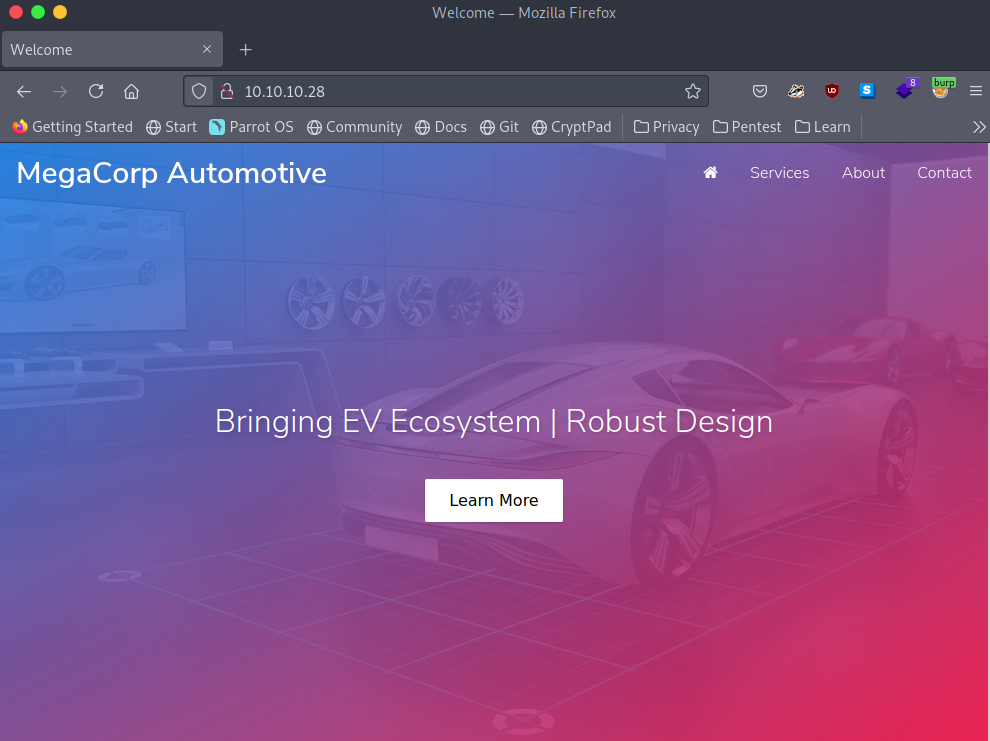 Welcome — Mozilla Firefox
Welcome
10.10.10.28
8
burp
UD
S
Getting Started Start Parrot OS Community Docs Git CryptPad Privacy Pentest Learn
MegaCorp Automotive
Services About Contact
Bringing EV Ecosystem | Robust Design
Learn More